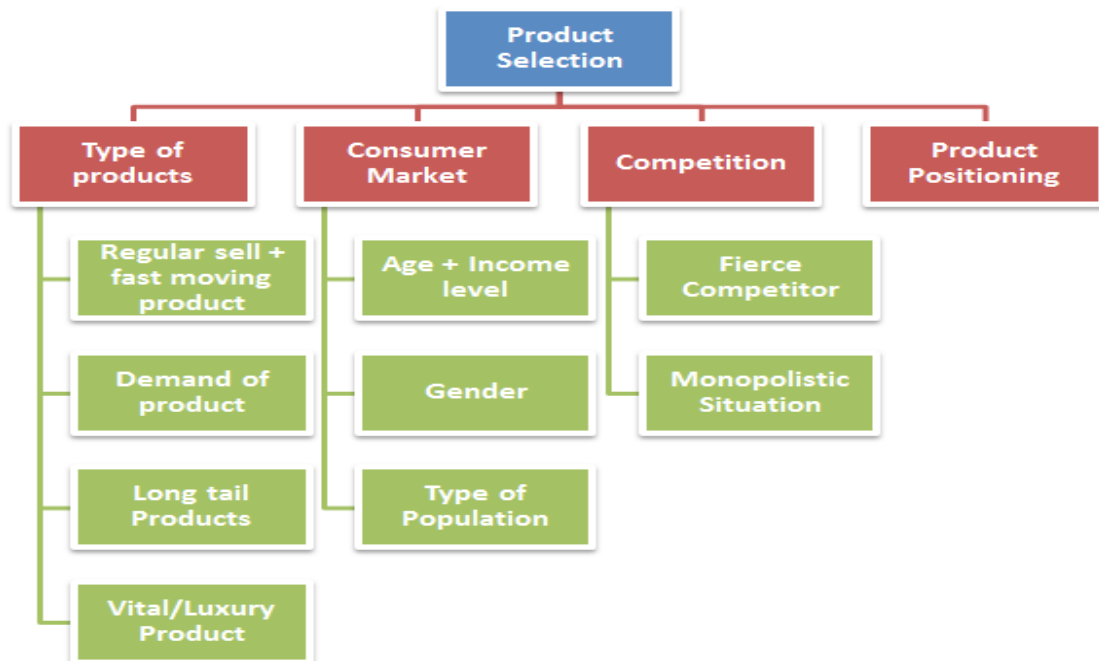 Product
Selection
Type of
products
Consumer
Market
Competition
Product
Positioning
Regular sell +
fast moving
product
Age + Income
level
Fierce
Competitor
Demand of
product
Gender
Monopolistic
Situation
Long tail
Products
Type of
Population
Vital/Luxury
Product